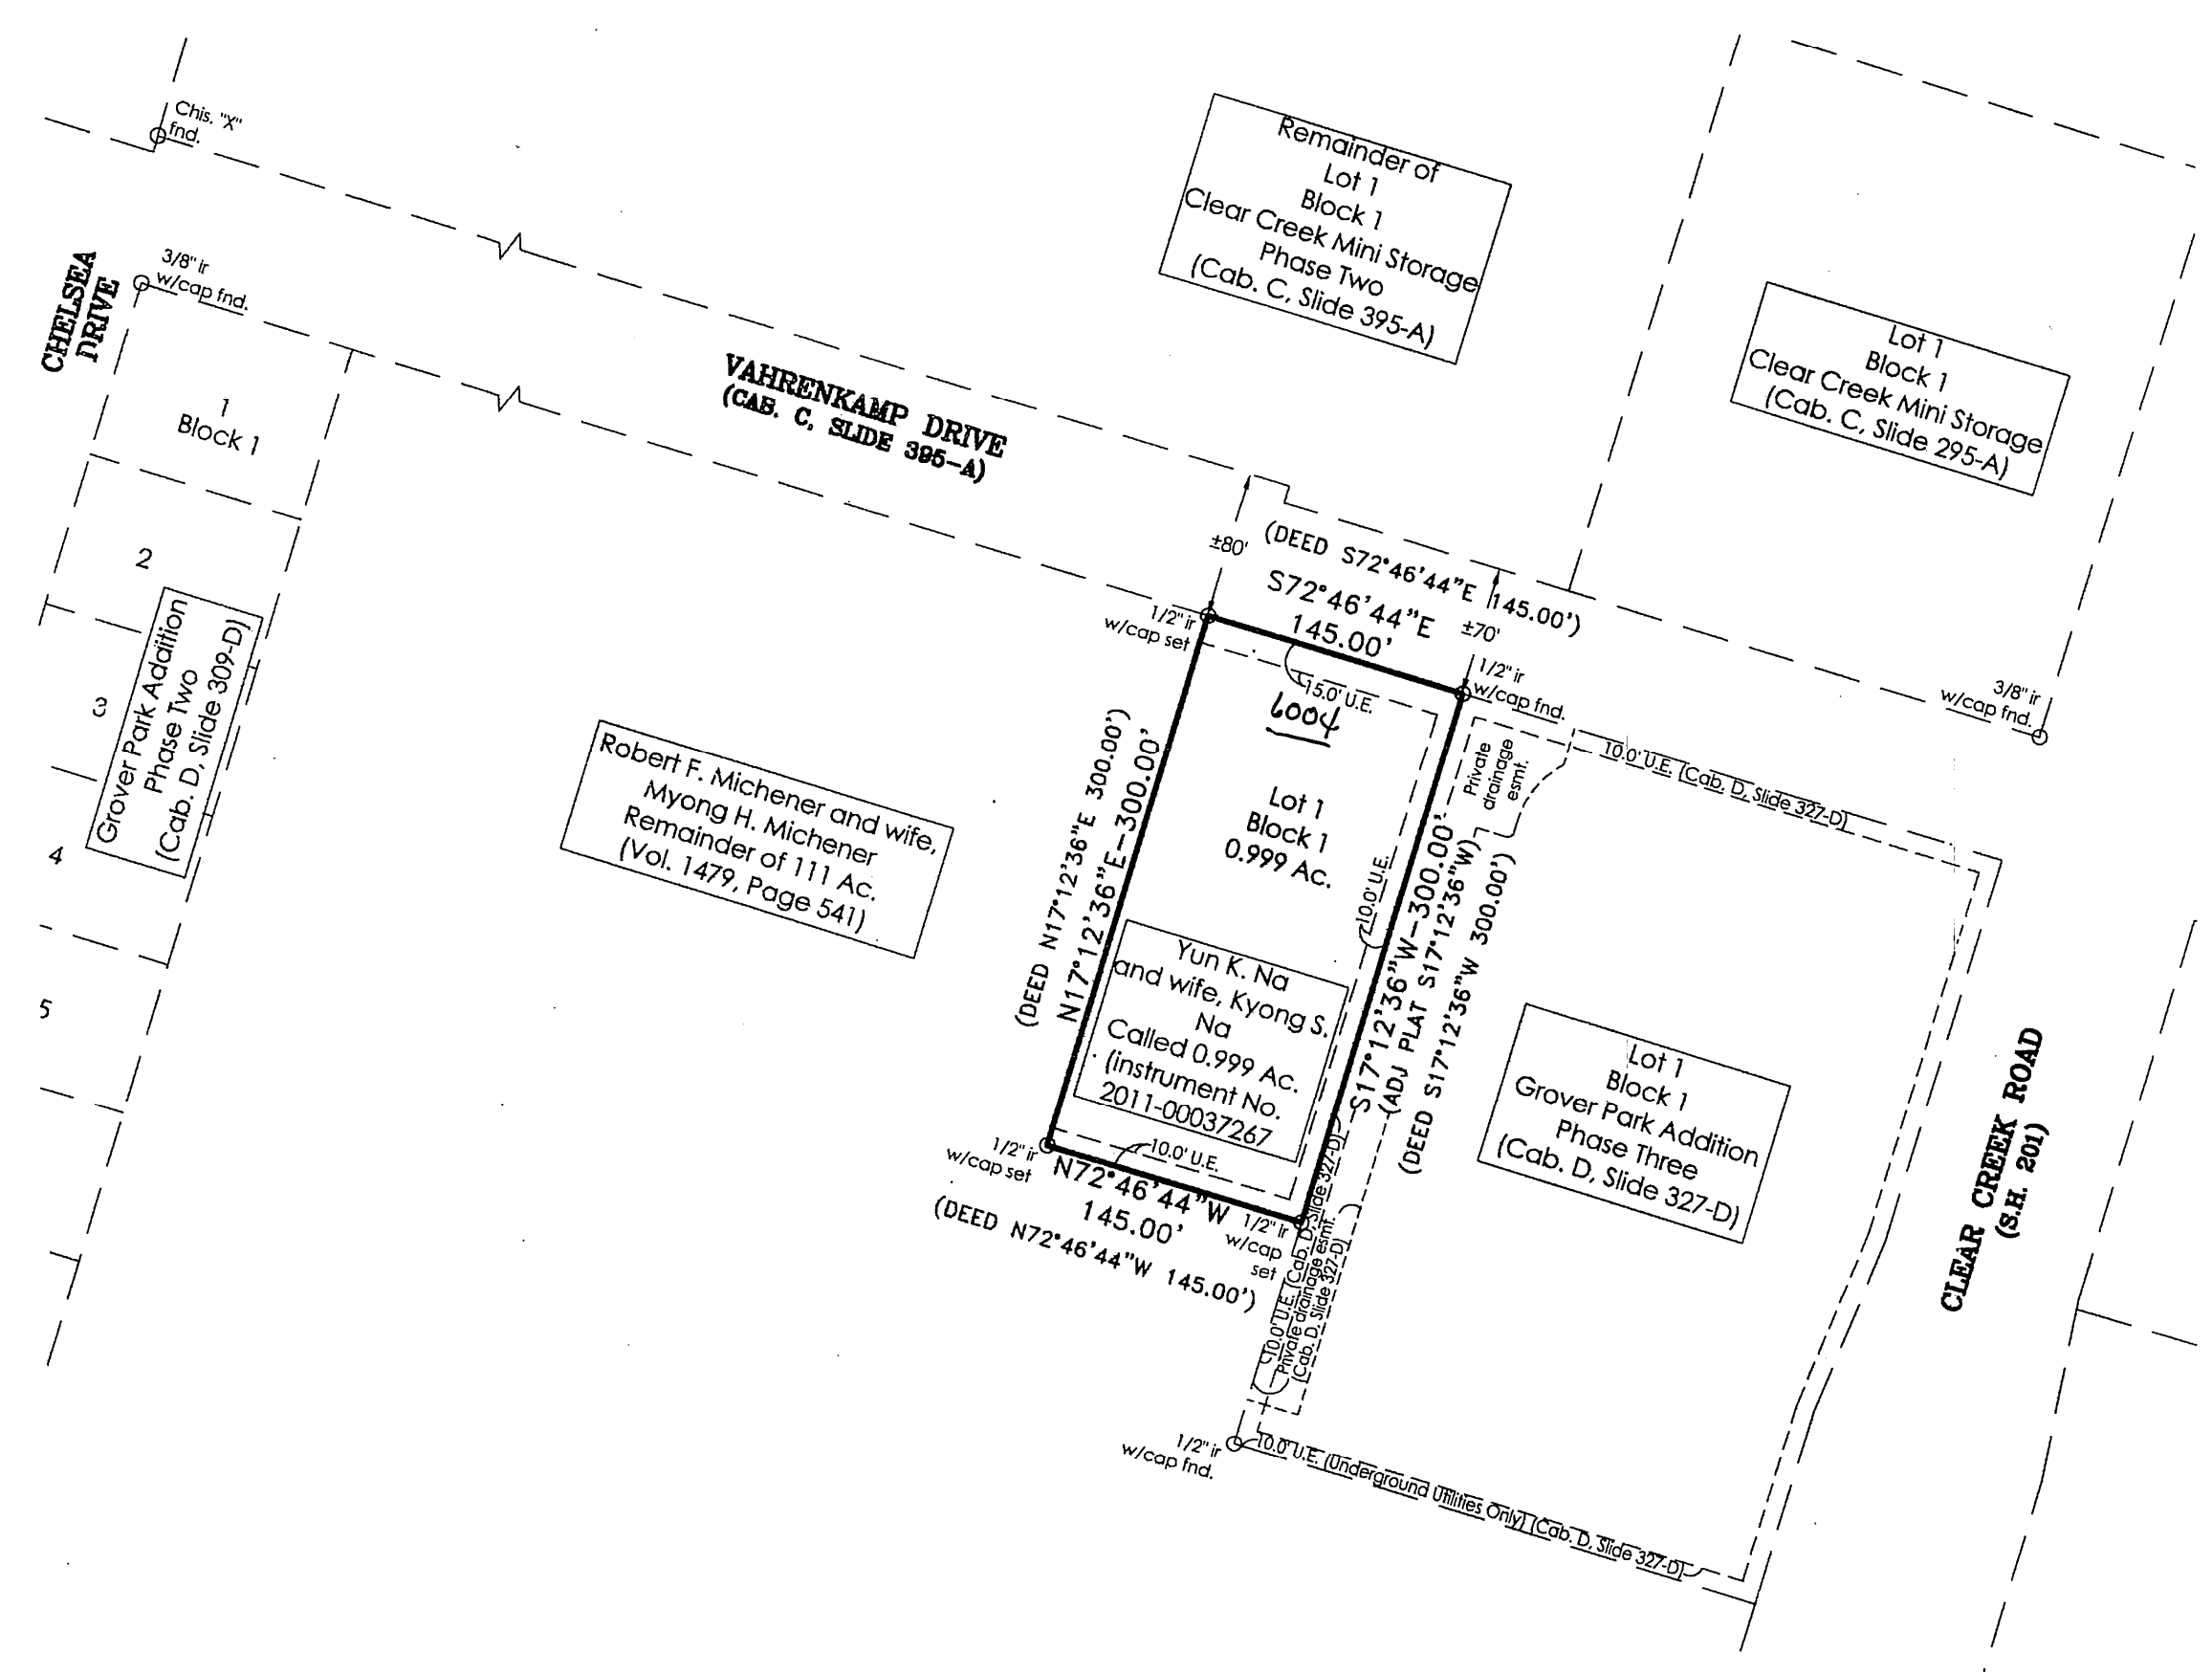 Chis. "X"
fnd.
Remainder of
Lot 1
Block 1
Clear Creek Mini Storage
Phase Two
(Cab. C, Slide 395-A)
Lot 1
Block 1
Clear Creek Mini Storage
(Cab. C, Slide 295-A)
CHELSEA
DRIVE
3/8" ir
w/cap fnd.
1
Block 1
VAHRENKAMP DRIVE
(CAB. C, SLIDE 395-A)
2
3
4
5
Grover Park Addition
Phase Two
(Cab. D, Slide 309-D)
±80'
(DEED S72°46'44"E 145.00')
S72°46'44"E
145.00'
±70'
1/2" ir
w/cap set
1/2" ir
w/cap fnd.
3/8" ir
w/cap fnd.
15.0' U.E.
6004
Private
drainage
esmt.
10.0' U.E. (Cab. D, Slide 327-D)
Robert F. Michener and wife,
Myong H. Michener
Remainder of 111 Ac.
(Vol. 1479, Page 541)
(DEED N17°12'36"E 300.00')
N17°12'36"E-300.00'
Lot 1
Block 1
0.999 Ac.
10.0' U.E.
S17°12'36"W-300.00'
(ADJ PLAT S17°12'36"W)
(DEED S17°12'36"W 300.00')
Yun K. Na
and wife, Kyong S.
Na
Called 0.999 Ac.
(instrument No.
2011-00037267
10.0' U.E.
1/2" ir
w/cap set
N72°46'44"W
145.00'
(DEED N72°46'44"W 145.00')
1/2" ir
w/cap
set
10.0' U.E. (Cab. D, Slide 327-D)
Private drainage esmt.
(Cab. D, Slide 327-D)
Lot 1
Block 1
Grover Park Addition
Phase Three
(Cab. D, Slide 327-D)
CLEAR CREEK ROAD
(S.H. 201)
1/2" ir
w/cap fnd.
10.0' U.E. (Underground Utilities Only) (Cab. D, Slide 327-D)